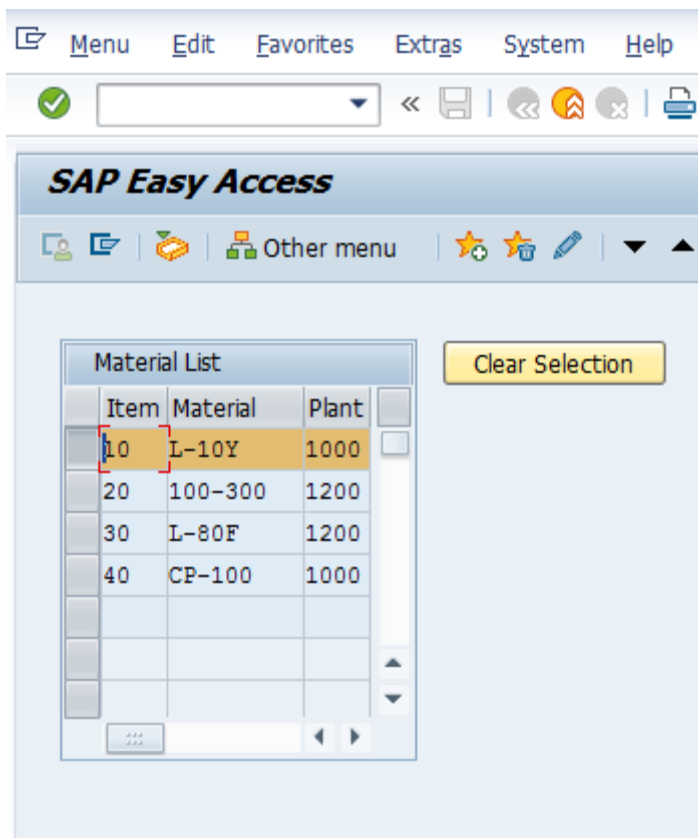 Menu Edit Favorites Extras System Help
SAP Easy Access
Other menu
Material List
Clear Selection
Item Material Plant
10 L-10Y 1000
20 100-300 1200
30 L-80F 1200
40 CP-100 1000